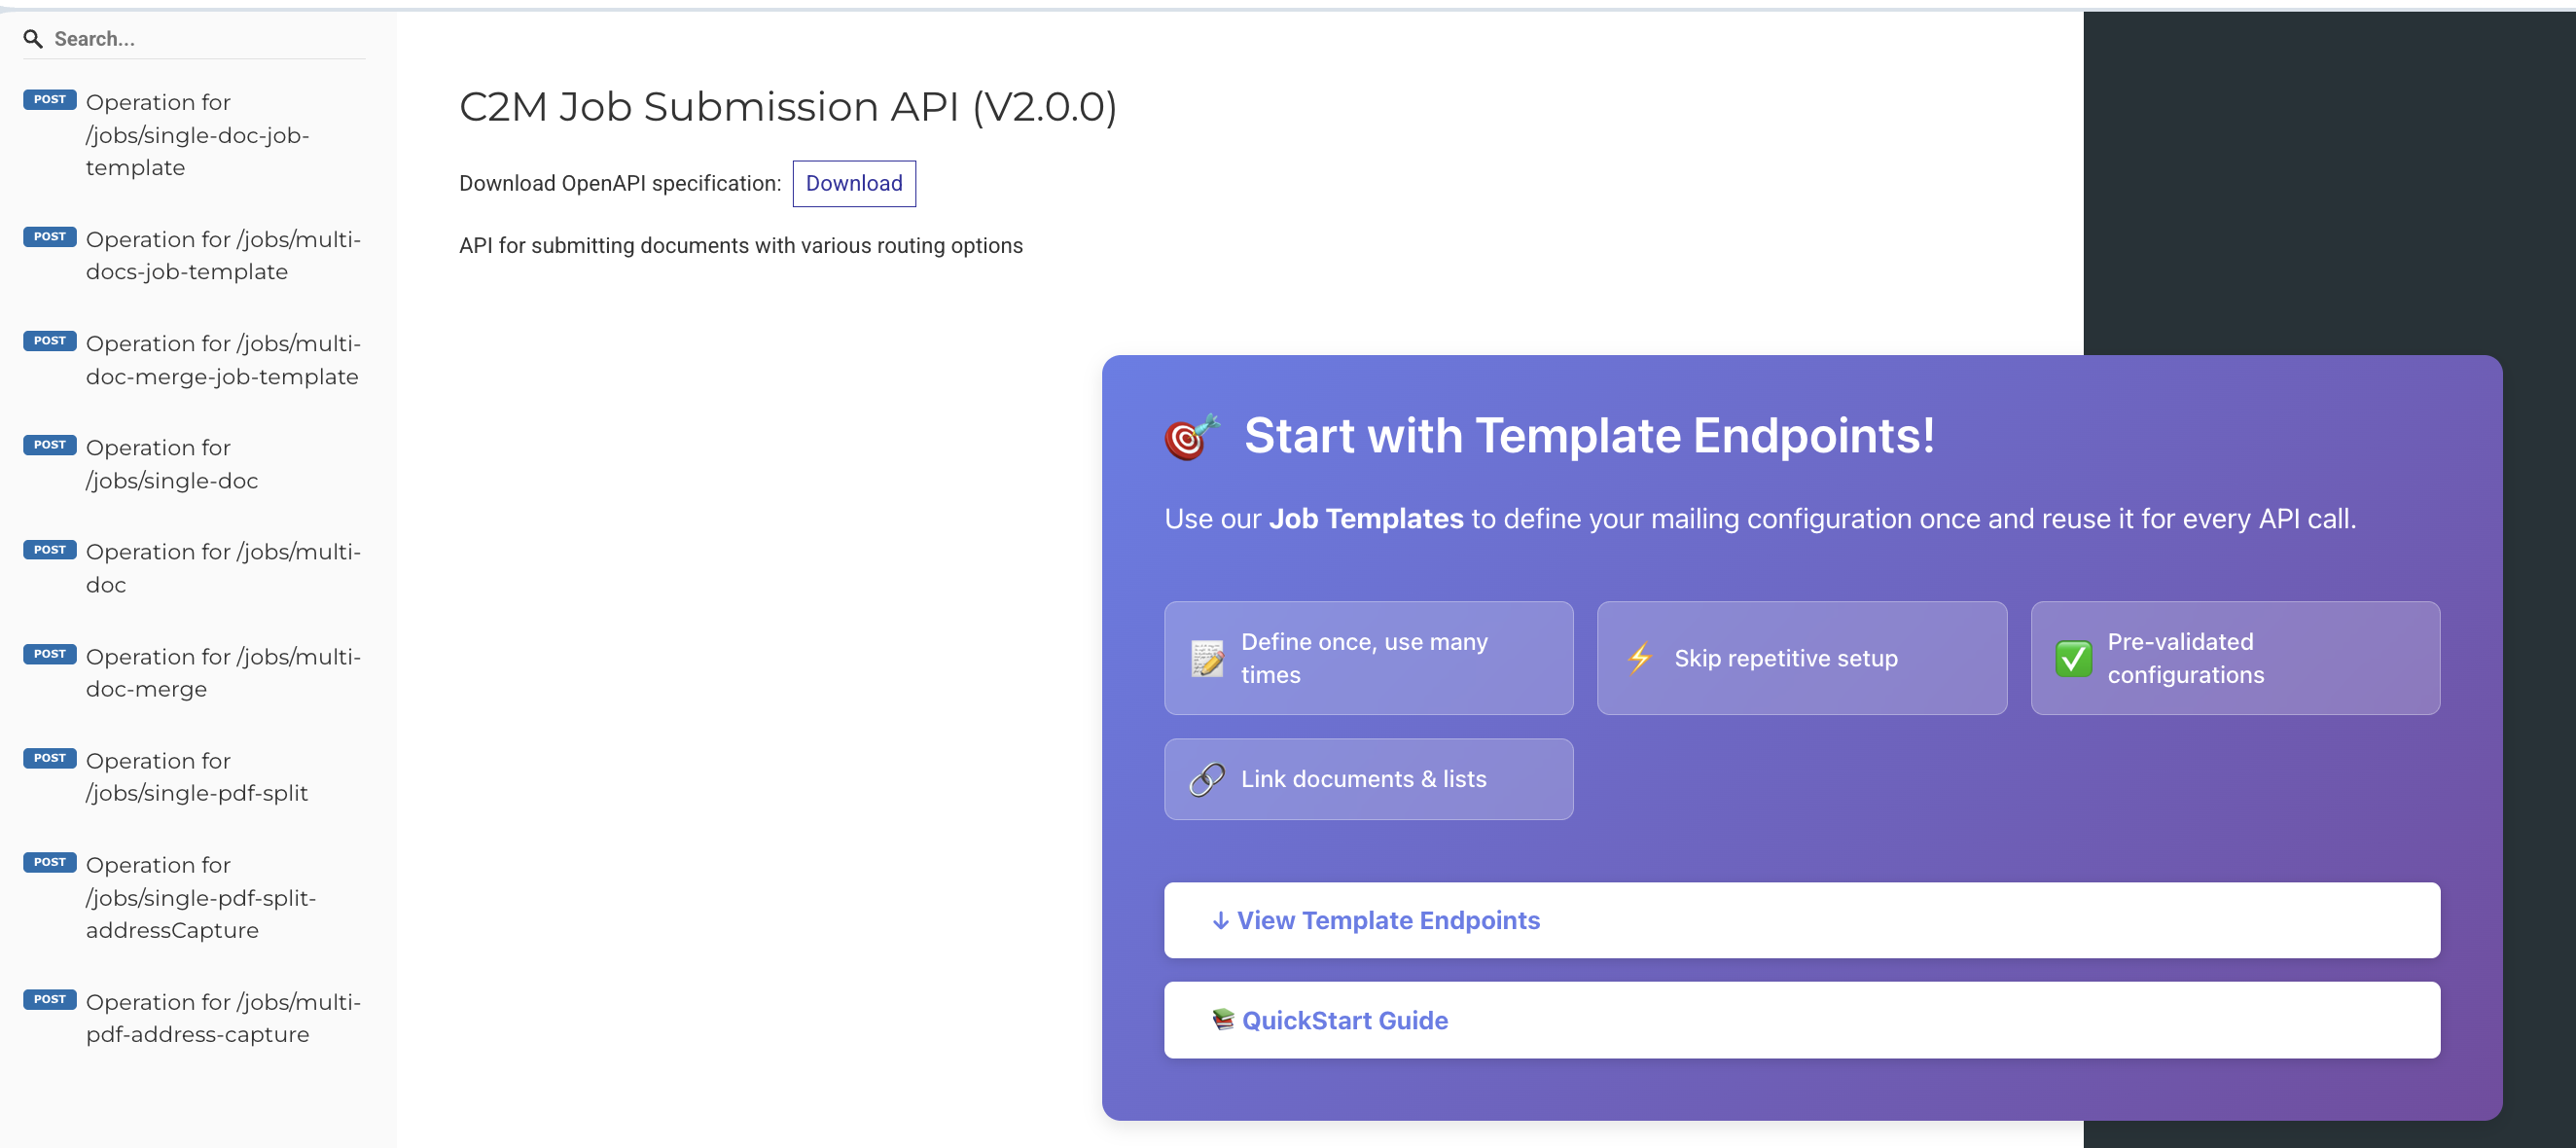 Search...
POST Operation for
/jobs/single-doc-job-
template
POST Operation for /jobs/multi-
docs-job-template
POST Operation for /jobs/multi-
doc-merge-job-template
POST Operation for
/jobs/single-doc
POST Operation for /jobs/multi-
doc
POST Operation for /jobs/multi-
doc-merge
POST Operation for
/jobs/single-pdf-split
POST Operation for
/jobs/single-pdf-split-
addressCapture
POST Operation for /jobs/multi-
pdf-address-capture
C2M Job Submission API (V2.0.0)
Download OpenAPI specification: Download
API for submitting documents with various routing options
🎯 Start with Template Endpoints!
Use our Job Templates to define your mailing configuration once and reuse it for every API call.
📝 Define once, use many
times
⚡ Skip repetitive setup
✅ Pre-validated
configurations
🔗 Link documents & lists
↓ View Template Endpoints
📚 QuickStart Guide